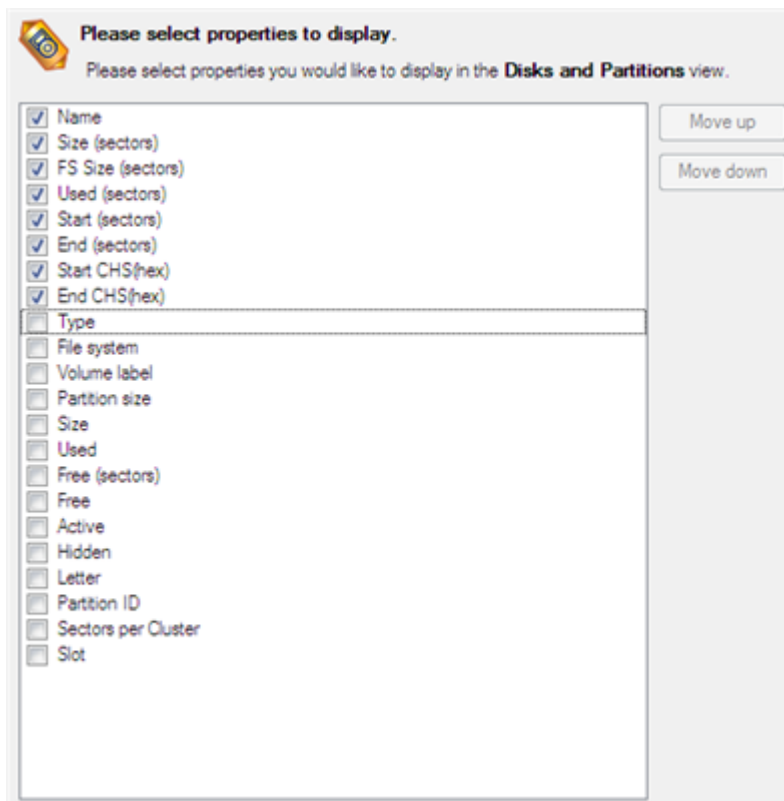 Please select properties to display.
Please select properties you would like to display in the Disks and Partitions view.
Name
Size (sectors)
FS Size (sectors)
Used (sectors)
Start (sectors)
End (sectors)
Start CHS(hex)
End CHS(hex)
Type
File system
Volume label
Partition size
Size
Used
Free (sectors)
Free
Active
Hidden
Letter
Partition ID
Sectors per Cluster
Slot
Move up
Move down